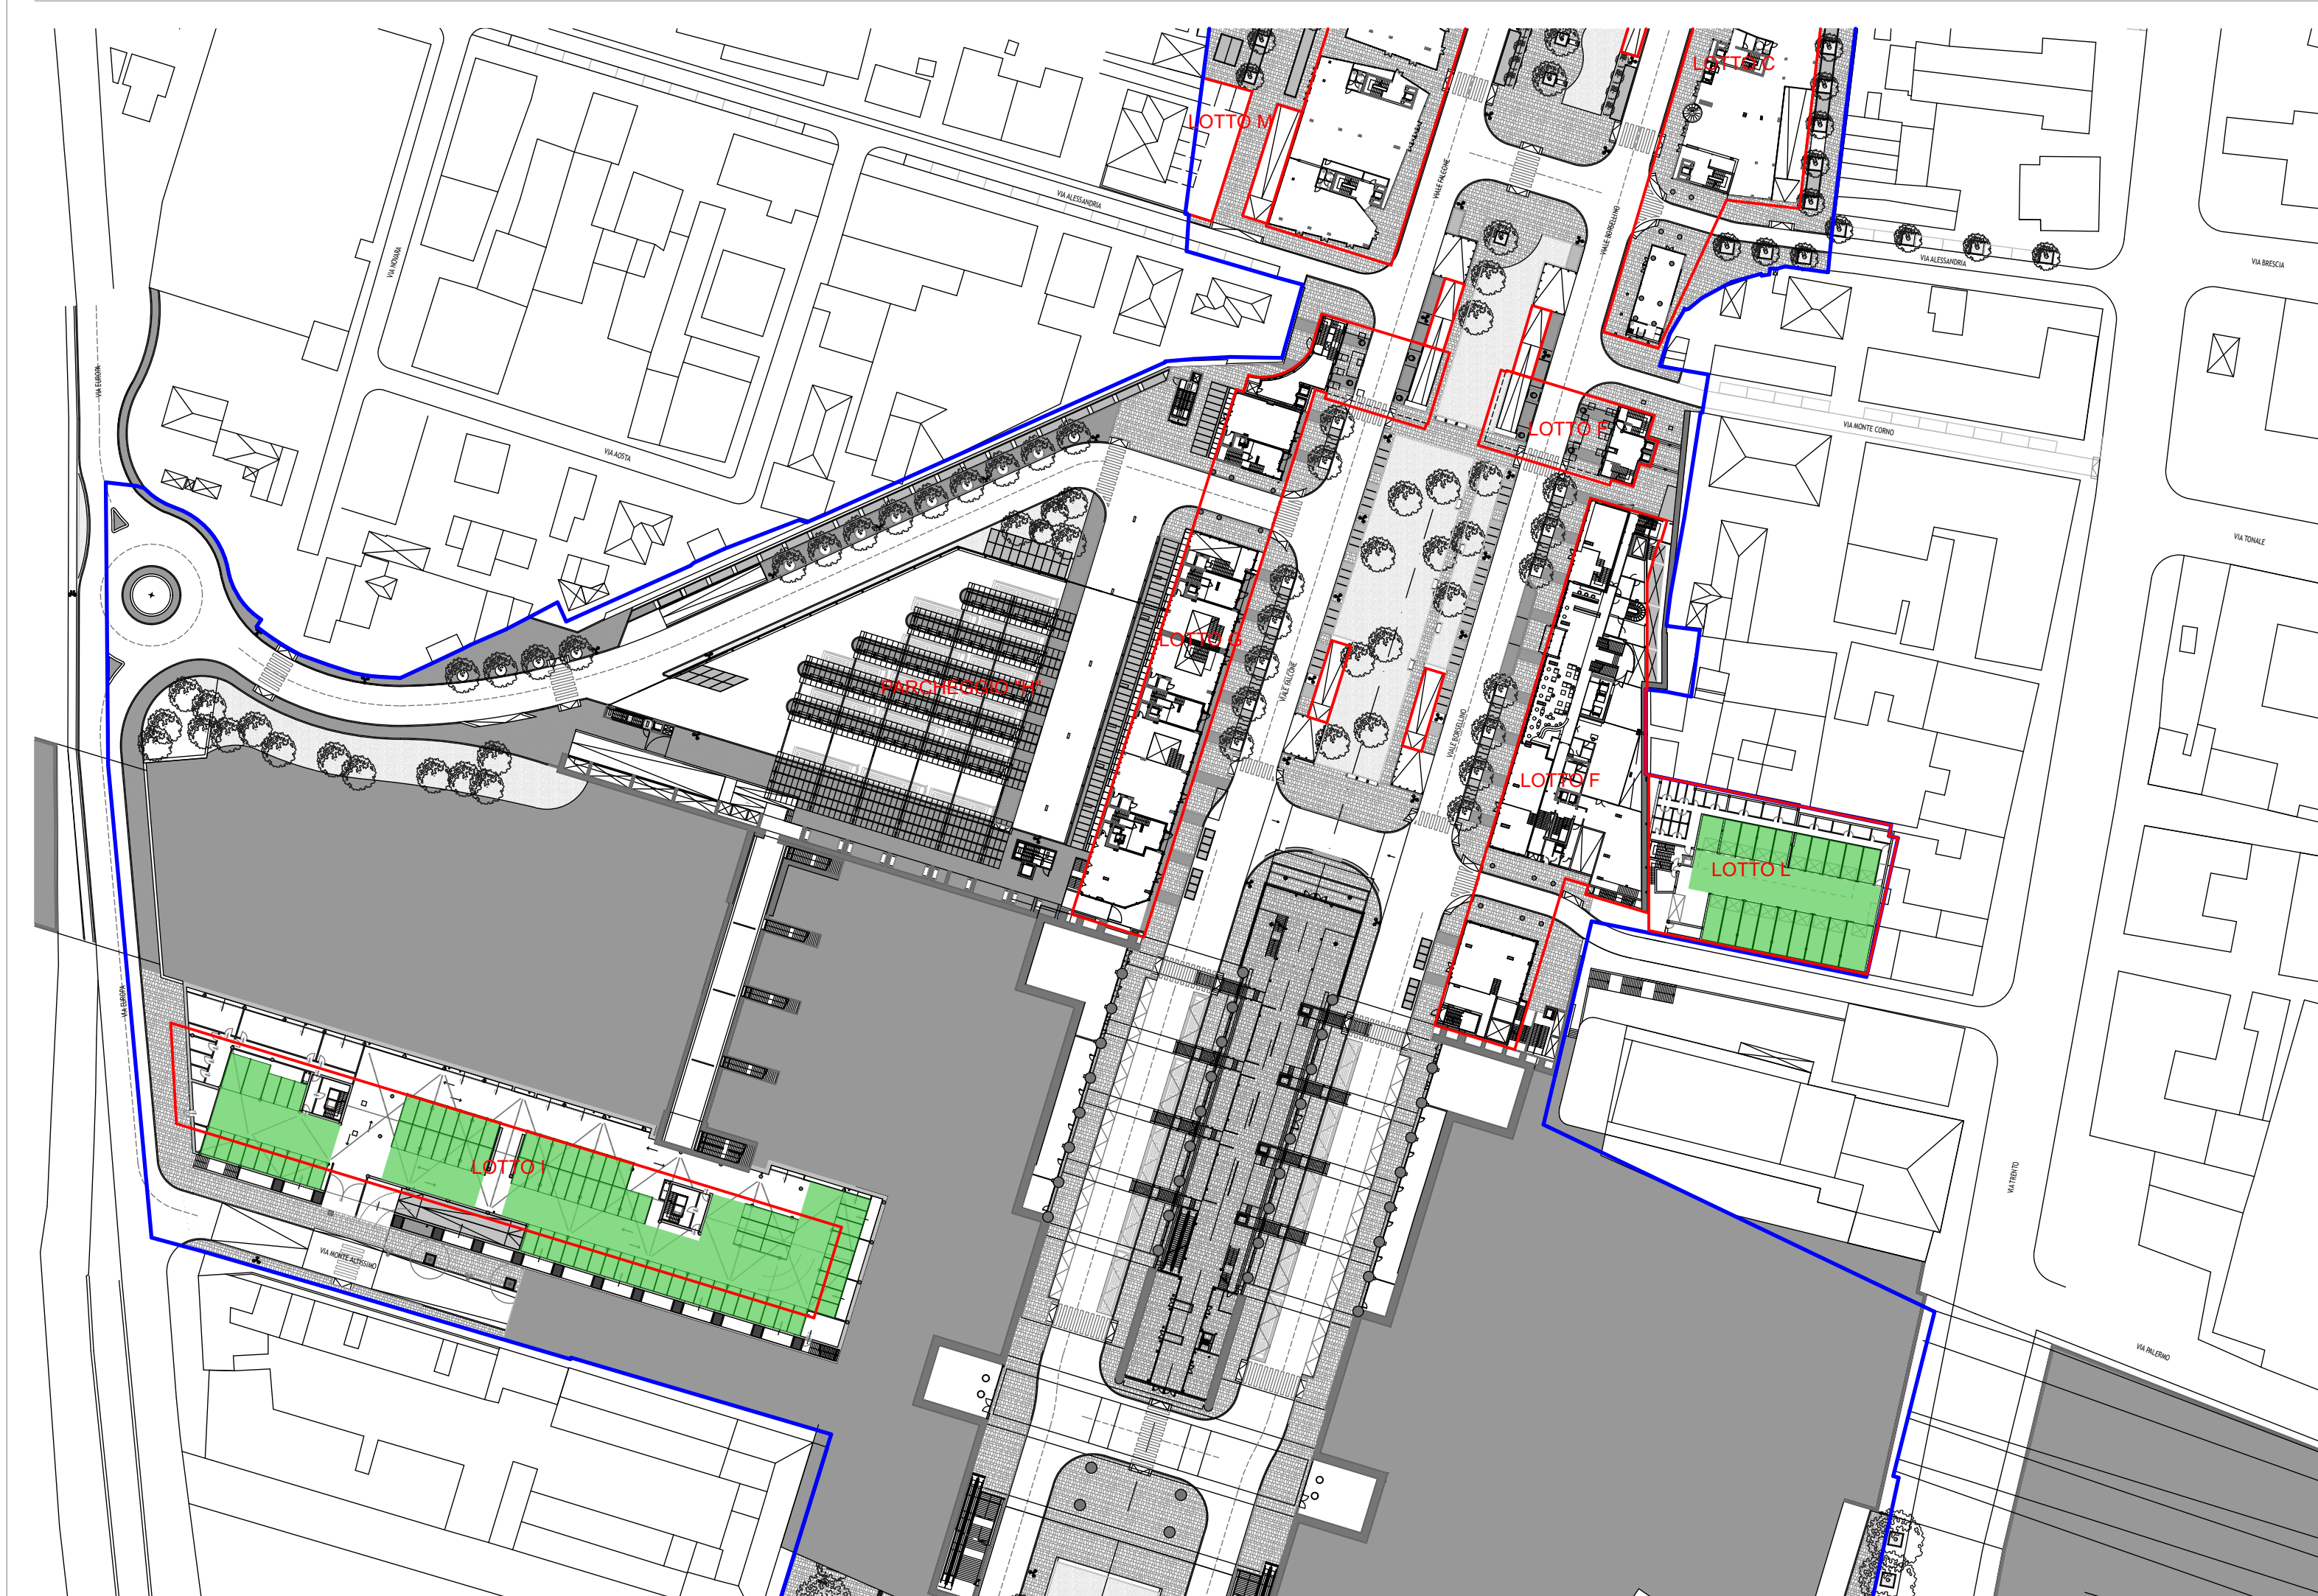 LOTTO C
LOTTO M
VIALE FALCONE
VIA ALESSANDRIA
VIALE BORSELLINO
VIA NOVARA
VIA ALESSANDRIA
VIA BRESCIA
VIA EUROPA
LOTTO E
VIA MONTE CORNO
VIA AOSTA
VIA TONALE
LOTTO G
PARCHEGGIO "H"
VIALE FALCONE
VIALE BORSELLINO
LOTTO F
LOTTO L
VIA EUROPA
LOTTO I
VIA TRENTO
VIA MONTE ALTISSIMO
VIA PALERMO